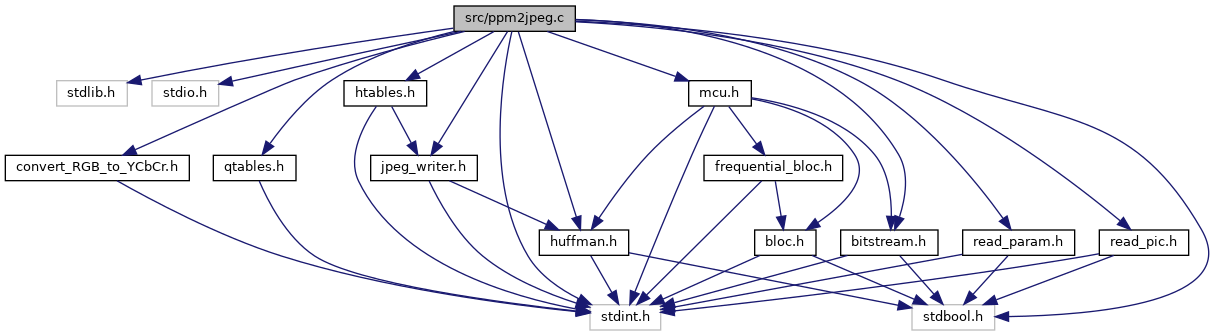 src/ppm2jpeg.c
stdlib.h
stdio.h
htables.h
mcu.h
convert_RGB_to_YCbCr.h
qtables.h
jpeg_writer.h
frequential_bloc.h
huffman.h
bloc.h
bitstream.h
read_param.h
read_pic.h
stdint.h
stdbool.h